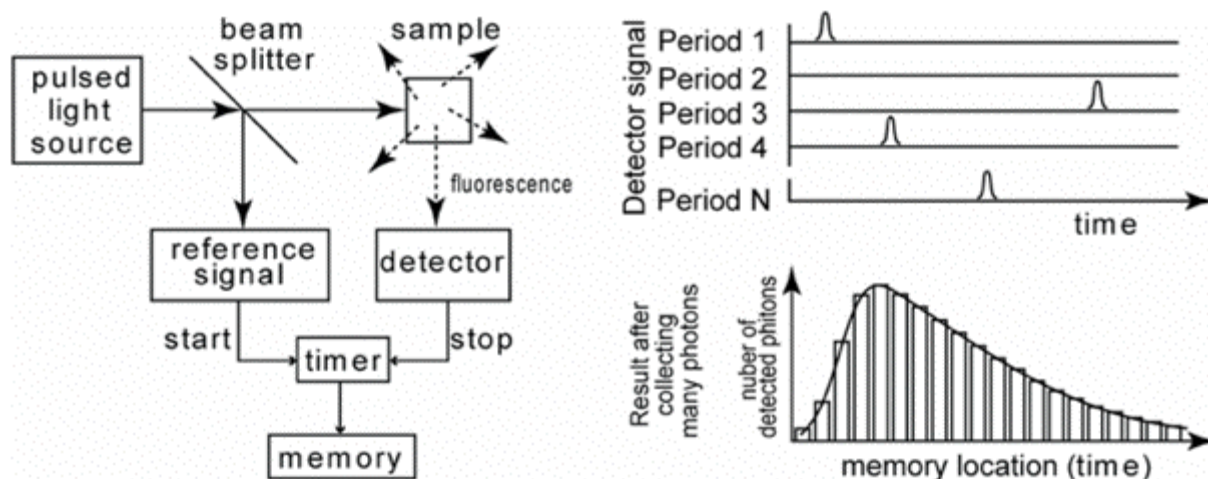 pulsed
light
source
beam
splitter
sample
fluorescence
reference
signal
detector
start
stop
timer
memory
Detector signal
Period 1
Period 2
Period 3
Period 4
Period N
time
Result after
collecting
many photons
nuber of
detected phitons
memory location (time)